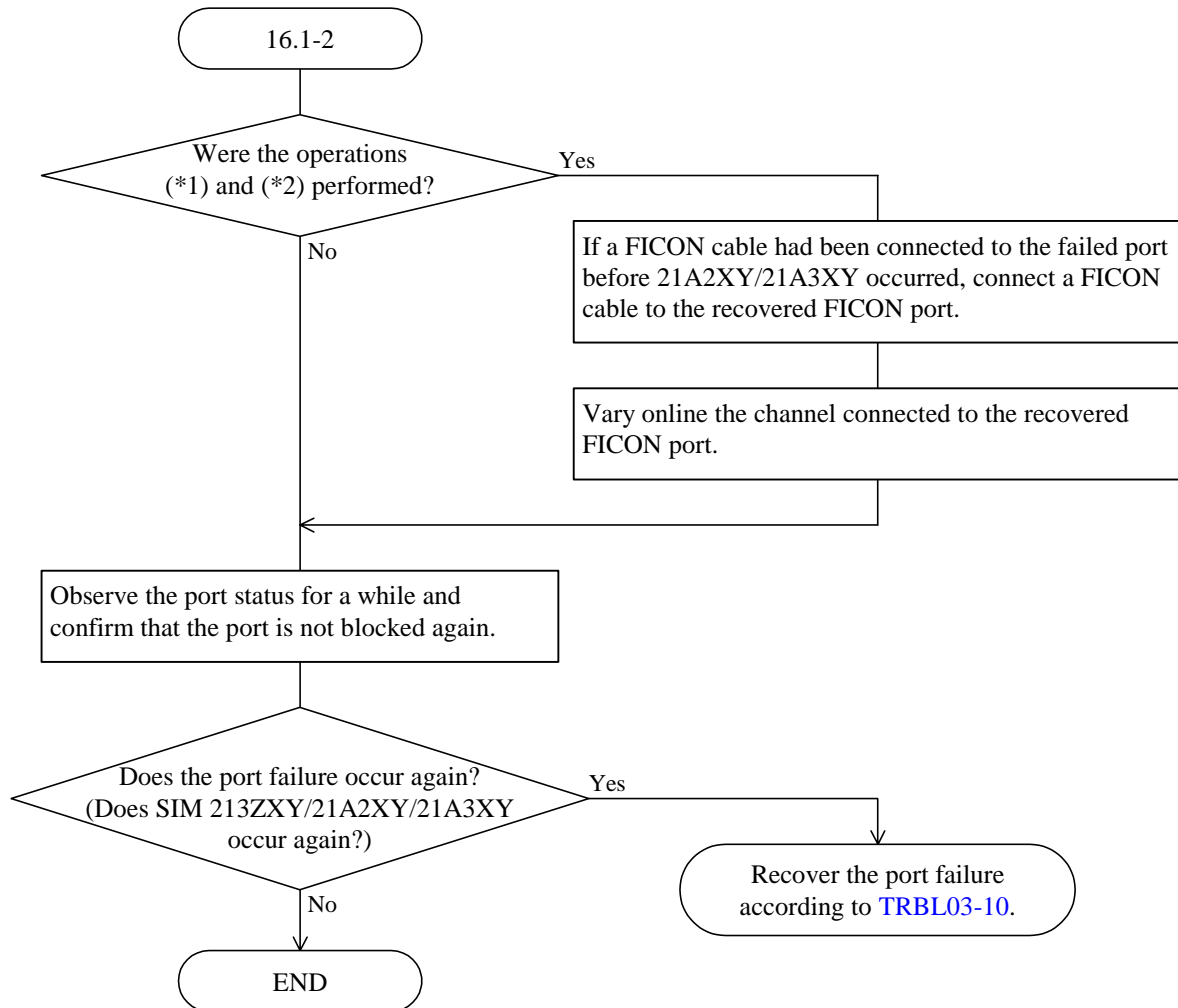 16.1-2
Were the operations
(*1) and (*2) performed?
Yes
No
If a FICON cable had been connected to the failed port
before 21A2XY/21A3XY occurred, connect a FICON
cable to the recovered FICON port.
Vary online the channel connected to the recovered
FICON port.
Observe the port status for a while and
confirm that the port is not blocked again.
Does the port failure occur again?
(Does SIM 213ZXY/21A2XY/21A3XY
occur again?)
Yes
No
Recover the port failure
according to TRBL03-10.
END